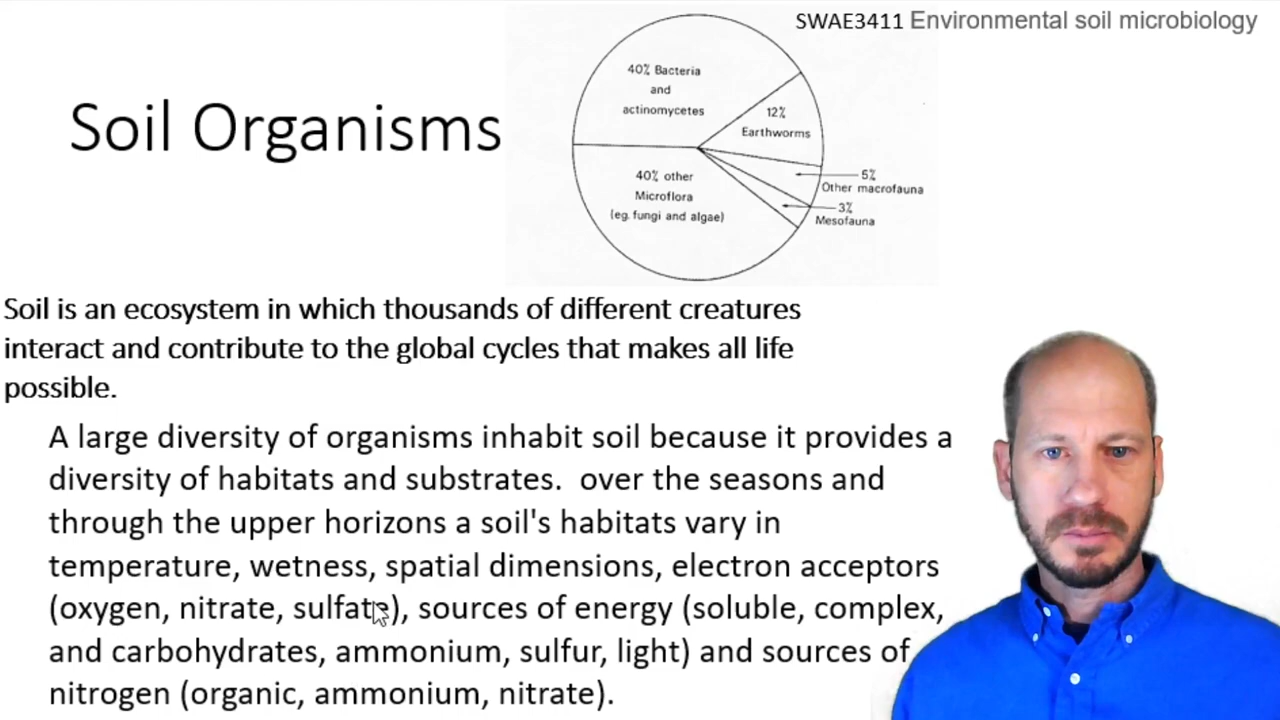 SWAE3411 Environmental soil microbiology
Soil Organisms
40% Bacteria
and
actinomycetes
12%
Earthworms
5%
Other macrofauna
3%
Mesofauna
40% other
Microflora
(eg. fungi and algae)
Soil is an ecosystem in which thousands of different creatures
interact and contribute to the global cycles that makes all life
possible.
A large diversity of organisms inhabit soil because it provides a
diversity of habitats and substrates.  over the seasons and
through the upper horizons a soil's habitats vary in
temperature, wetness, spatial dimensions, electron acceptors
(oxygen, nitrate, sulfate), sources of energy (soluble, complex,
and carbohydrates, ammonium, sulfur, light) and sources of
nitrogen (organic, ammonium, nitrate).